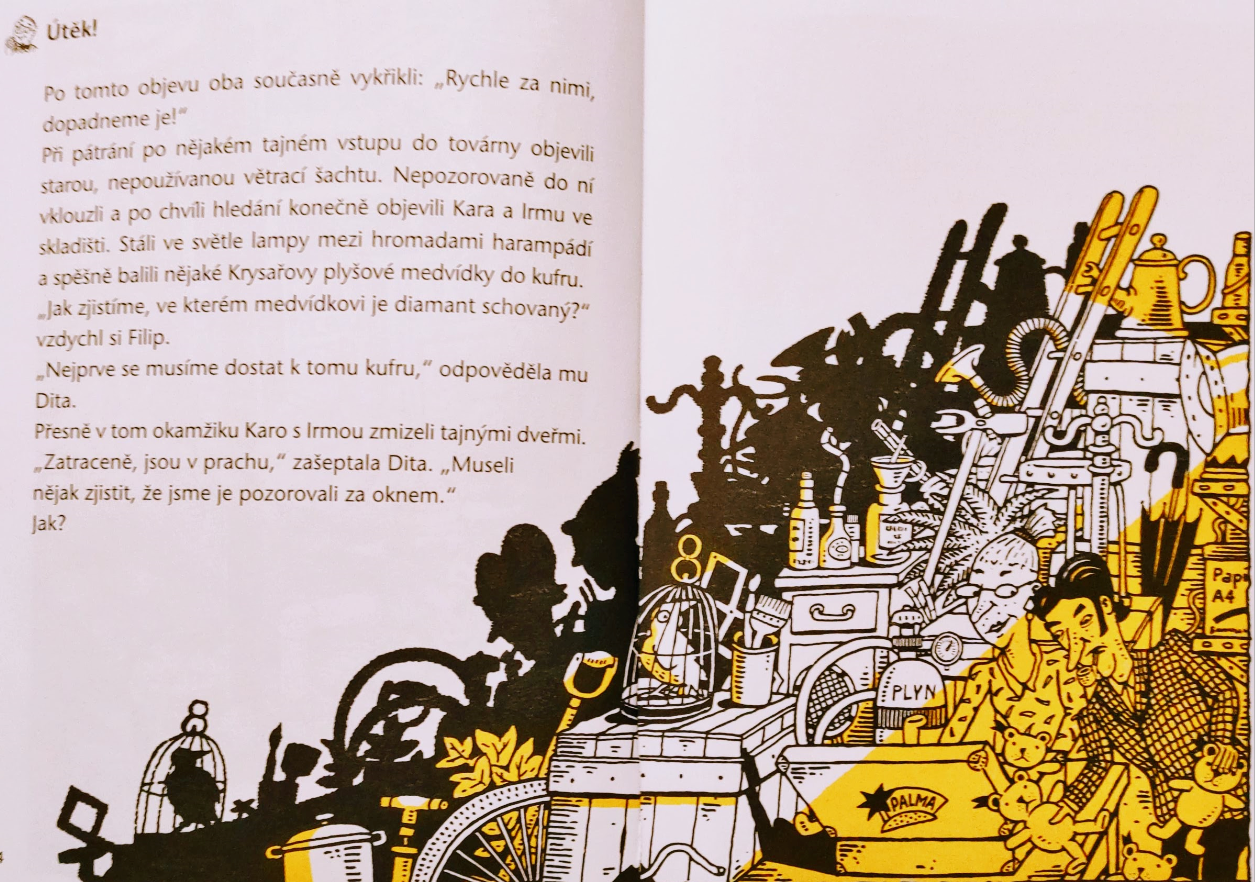 Útěk!
Po tomto objevu oba současně vykřikli: „Rychle za nimi,
dopadneme je!“
Při pátrání po nějakém tajném vstupu do továrny objevili
starou, nepoužívanou větrací šachtu. Nepozorovaně do ní
vklouzli a po chvíli hledání konečně objevili Kara a Irmu ve
skladišti. Stáli ve světle lampy mezi hromadami harampádí
a spěšně balili nějaké Krysařovy plyšové medvídky do kufru.
„Jak zjistíme, ve kterém medvídkovi je diamant schovaný?“
vzdychl si Filip.
„Nejprve se musíme dostat k tomu kufru,“ odpověděla mu
Dita.
Přesně v tom okamžiku Karo s Irmou zmizeli tajnými dveřmi.
„Zatraceně, jsou v prachu,“ zašeptala Dita. „Museli
nějak zjistit, že jsme je pozorovali za oknem.“
Jak?
Papí
A4
PLYN
PALMA